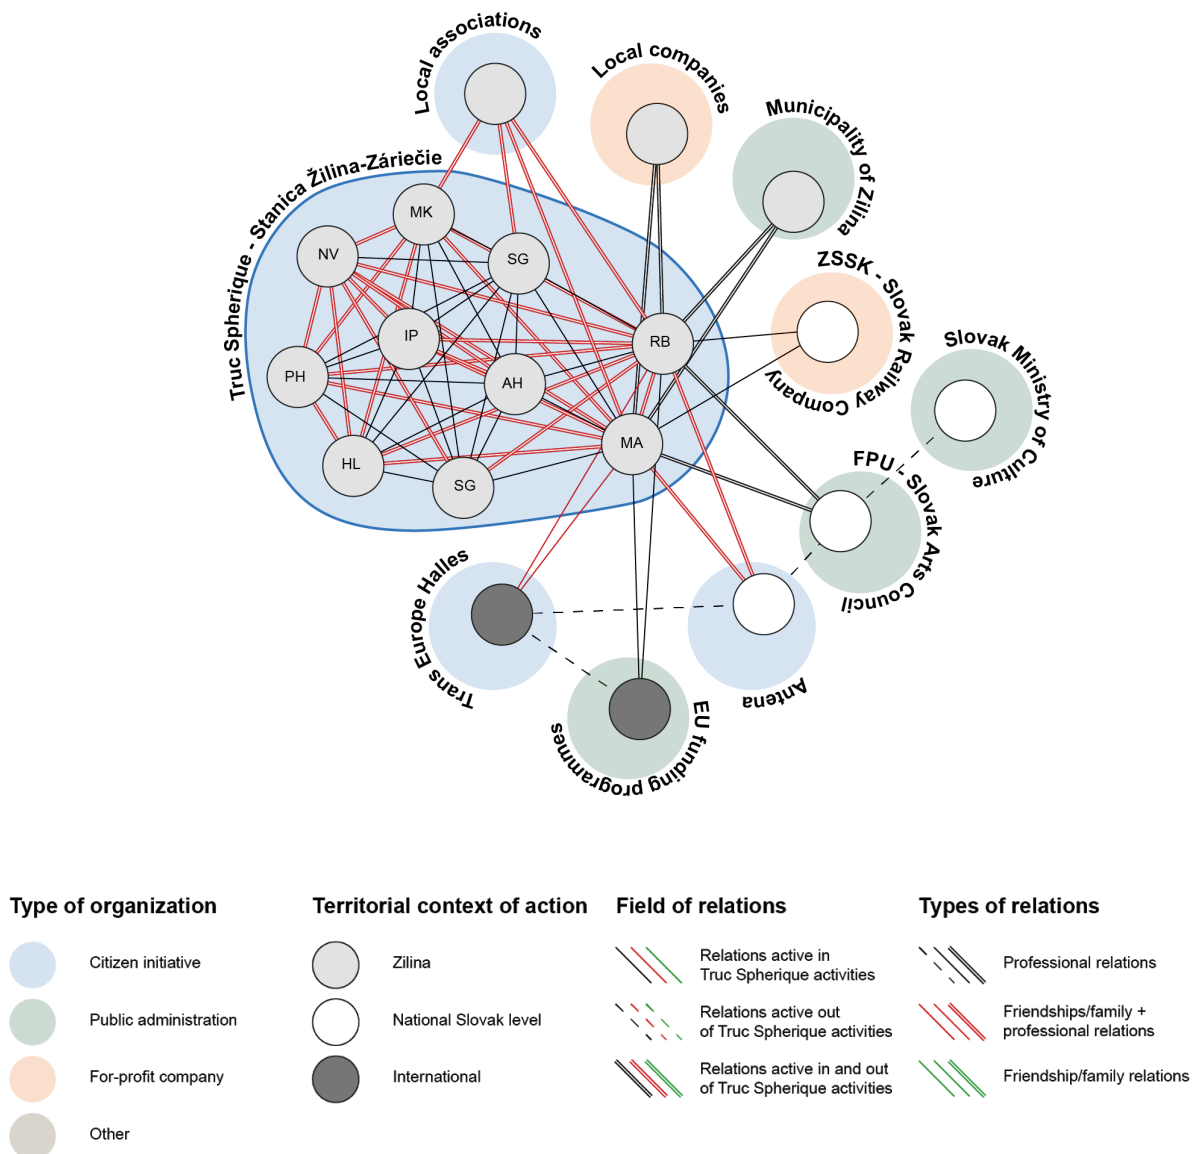 Local associations
Local companies
Municipality of Zilina
Truc Spherique - Stanica Žilina-Záriečie
MK
NV
SG
ZSSK - Slovak Railway Company
IP
RB
Slovak Ministry of Culture
PH
AH
MA
HL
SG
FPU - Slovak Arts Council
Trans Europe Halles
Antena
EU funding programmes
Type of organization
Citizen initiative
Public administration
For-profit company
Other
Territorial context of action
Zilina
National Slovak level
International
Field of relations
Relations active in
Truc Spherique activities
Relations active out
of Truc Spherique activities
Relations active in and out
of Truc Spherique activities
Types of relations
Professional relations
Friendships/family +
professional relations
Friendship/family relations